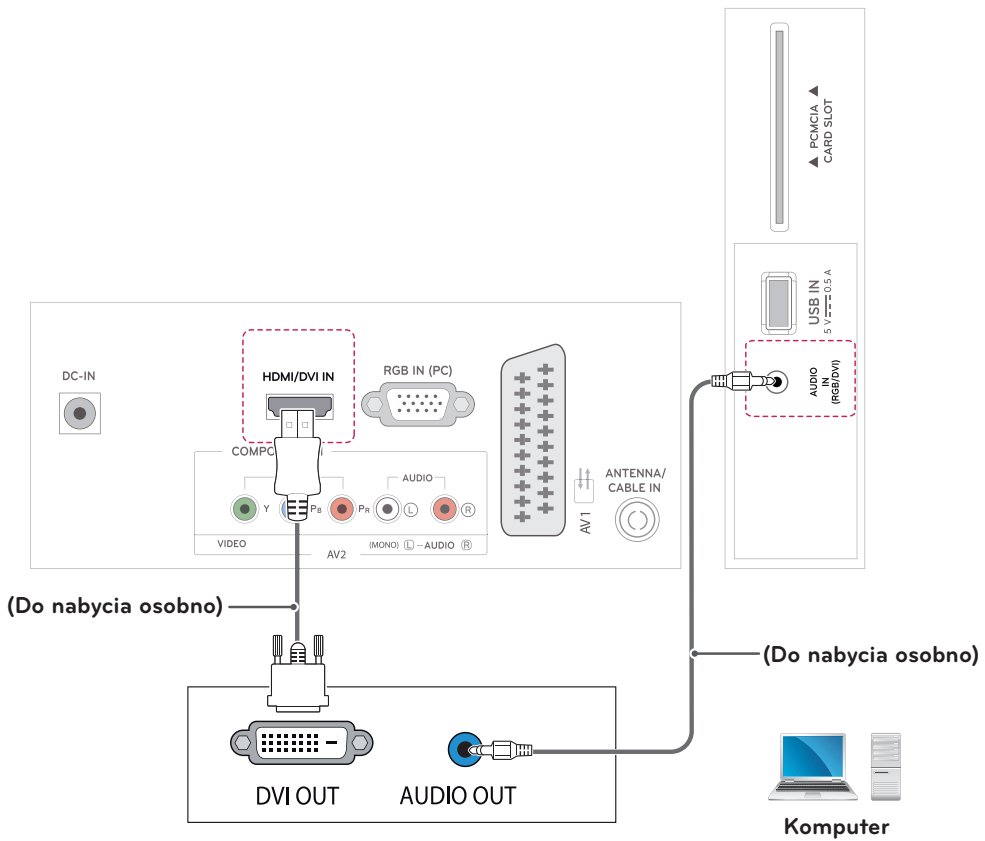 ▲ PCMCIA ▲
CARD SLOT
USB IN
5 V 0.5 A
AUDIO
IN
(RGB/DVI)
DC-IN
HDMI/DVI IN
RGB IN (PC)
AUDIO
Y
PB
PR
L
R
VIDEO
(MONO) L AUDIO R
AV2
AV1
ANTENNA/
CABLE IN
(Do nabycia osobno)
(Do nabycia osobno)
DVI OUT
AUDIO OUT
Komputer